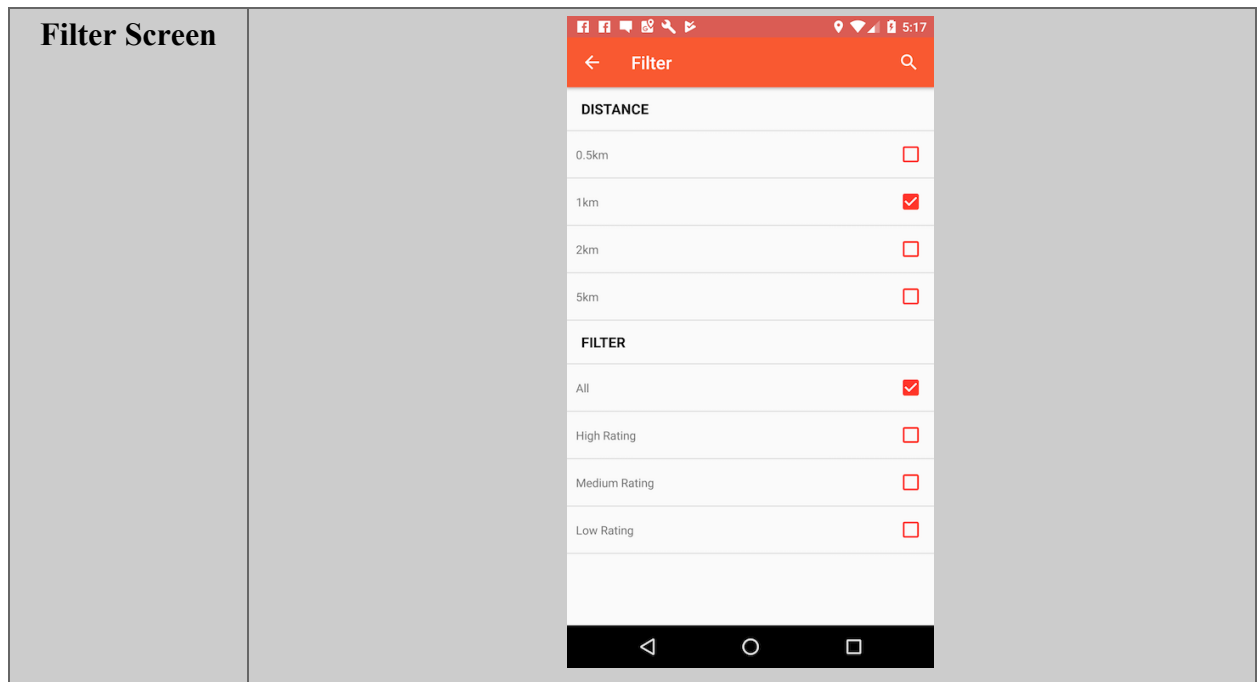 Filter Screen
5:17
Filter
DISTANCE
0.5km
1km
2km
5km
FILTER
All
High Rating
Medium Rating
Low Rating